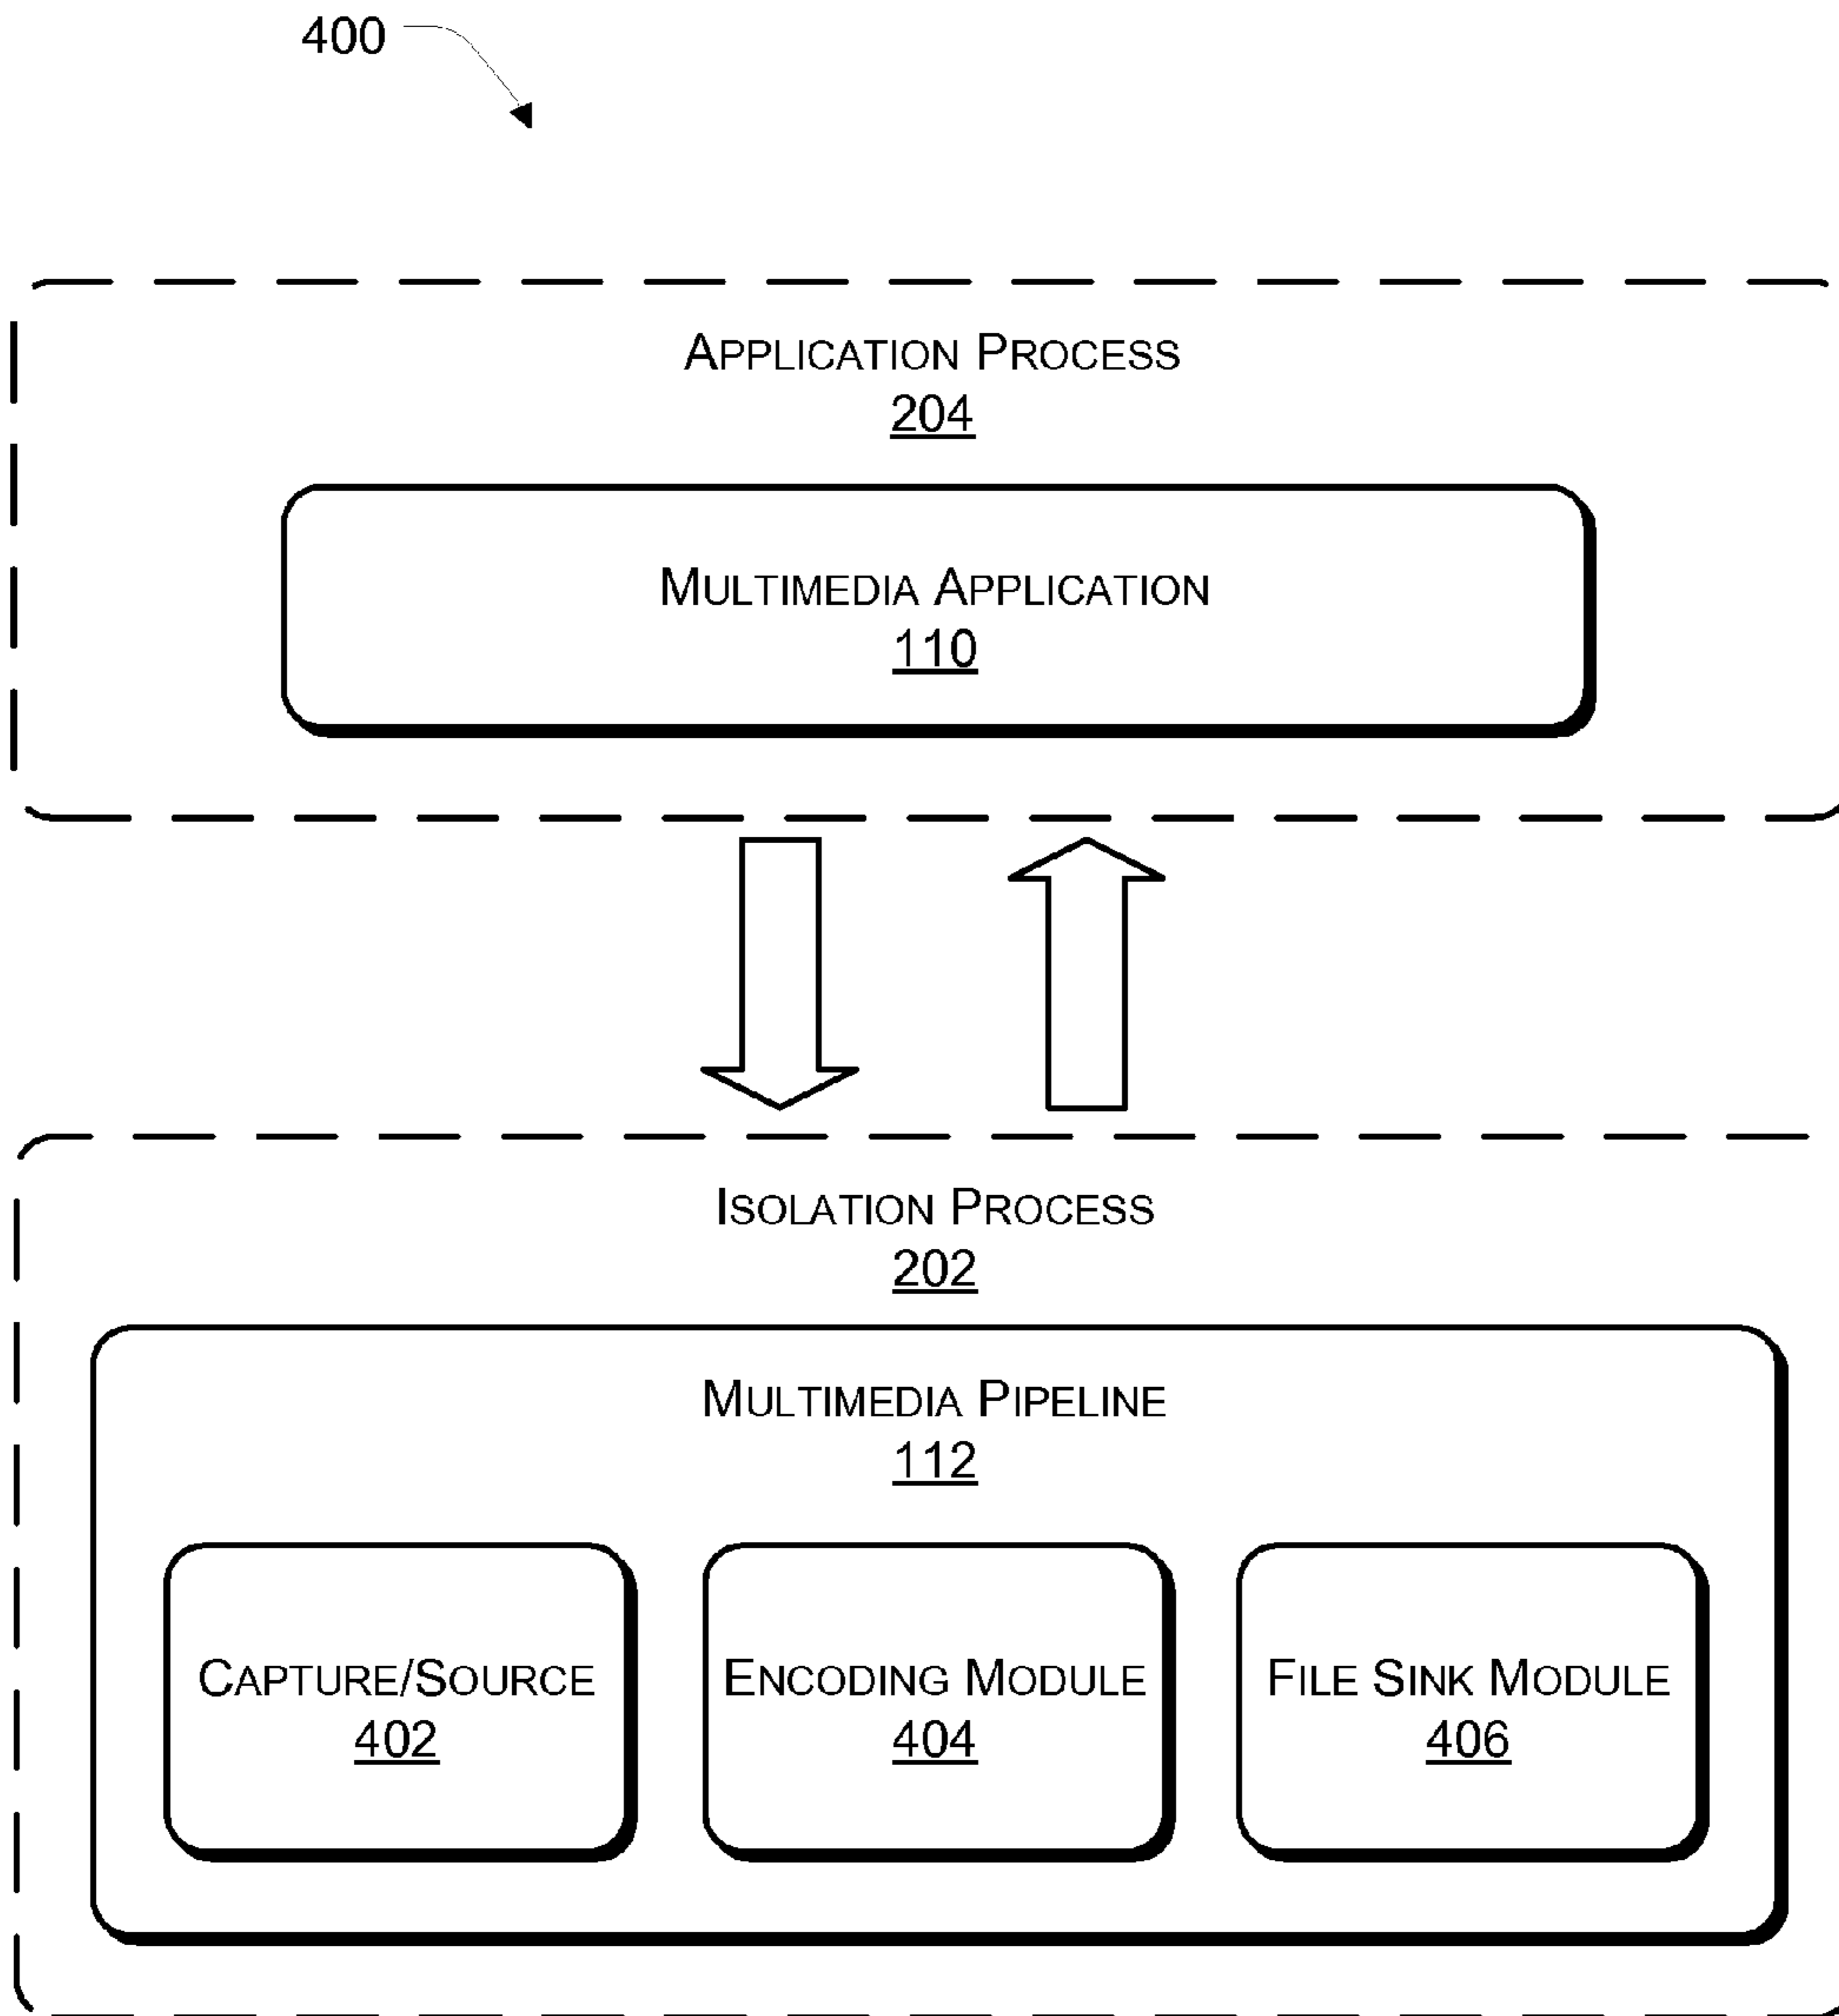 400
APPLICATION PROCESS
204
MULTIMEDIA APPLICATION
110
ISOLATION PROCESS
202
MULTIMEDIA PIPELINE
112
CAPTURE/SOURCE
402
ENCODING MODULE
404
FILE SINK MODULE
406